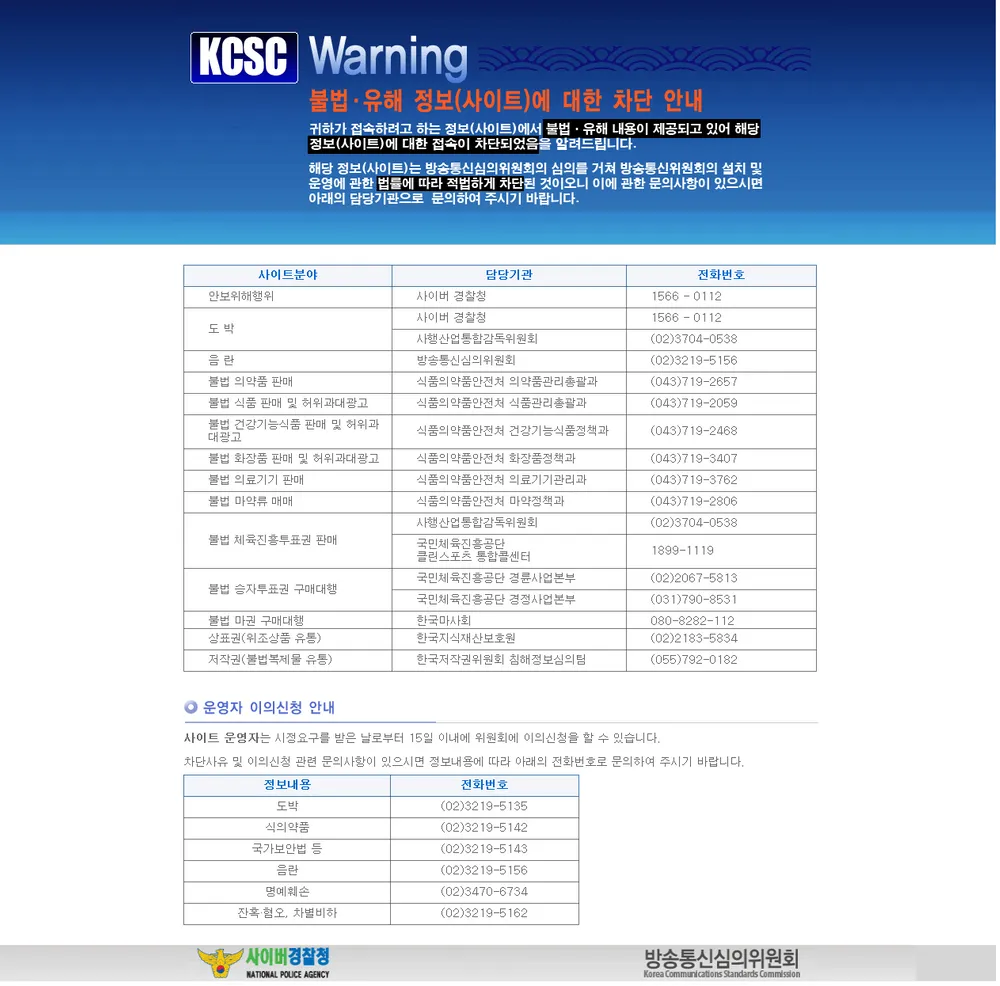 KCSC Warning
불법·유해 정보(사이트)에 대한 차단 안내
귀하가 접속하려고 하는 정보(사이트)에서 불법·유해 내용이 제공되고 있어 해당
정보(사이트)에 대한 접속이 차단되었음을 알려드립니다.
해당 정보(사이트)는 방송통신심의위원회의 심의를 거쳐 방송통신위원회의 설치 및
운영에 관한 법률에 따라 적법하게 차단된 것이오니 이에 관한 문의사항이 있으시면
아래의 담당기관으로 문의하여 주시기 바랍니다.
사이트분야 담당기관 전화번호
안보위해행위 사이버 경찰청 1566 - 0112
도 박 사이버 경찰청 1566 - 0112
사행산업통합감독위원회 (02)3704-0538
음 란 방송통신심의위원회 (02)3219-5156
불법 의약품 판매 식품의약품안전처 의약품관리총괄과 (043)719-2657
불법 식품 판매 및 허위과대광고 식품의약품안전처 식품관리총괄과 (043)719-2059
불법 건강기능식품 판매 및 허위과
대광고 식품의약품안전처 건강기능식품정책과 (043)719-2468
불법 화장품 판매 및 허위과대광고 식품의약품안전처 화장품정책과 (043)719-3407
불법 의료기기 판매 식품의약품안전처 의료기기관리과 (043)719-3762
불법 마약류 매매 식품의약품안전처 마약정책과 (043)719-2806
불법 체육진흥투표권 판매 사행산업통합감독위원회 (02)3704-0538
국민체육진흥공단
클린스포츠 통합콜센터 1899-1119
불법 승자투표권 구매대행 국민체육진흥공단 경륜사업본부 (02)2067-5813
국민체육진흥공단 경정사업본부 (031)790-8531
불법 마권 구매대행 한국마사회 080-8282-112
상표권(위조상품 유통) 한국지식재산보호원 (02)2183-5834
저작권(불법복제물 유통) 한국저작권위원회 침해정보심의팀 (055)792-0182
운영자 이의신청 안내
사이트 운영자는 시정요구를 받은 날로부터 15일 이내에 위원회에 이의신청을 할 수 있습니다.
차단사유 및 이의신청 관련 문의사항이 있으시면 정보내용에 따라 아래의 전화번호로 문의하여 주시기 바랍니다.
정보내용 전화번호
도박 (02)3219-5135
식의약품 (02)3219-5142
국가보안법 등 (02)3219-5143
음란 (02)3219-5156
명예훼손 (02)3470-6734
잔혹·혐오, 차별비하 (02)3219-5162
사이버경찰청 방송통신심의위원회
NATIONAL POLICE AGENCY Korea Communications Standards Commission